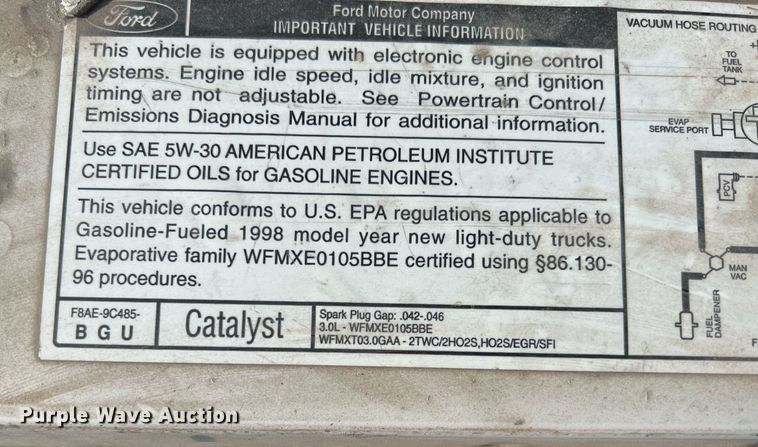 Ford
Ford Motor Company
IMPORTANT VEHICLE INFORMATION
This vehicle is equipped with electronic engine control
systems. Engine idle speed, idle mixture, and ignition
timing are not adjustable. See Powertrain Control/
Emissions Diagnosis Manual for additional information.
Use SAE 5W-30 AMERICAN PETROLEUM INSTITUTE
CERTIFIED OILS for GASOLINE ENGINES.
This vehicle conforms to U.S. EPA regulations applicable to
Gasoline-Fueled 1998 model year new light-duty trucks.
Evaporative family WFMXE0105BBE certified using §86.130-
96 procedures.
F8AE-9C485-
B G U
Catalyst
Spark Plug Gap: .042-.046
3.0L - WFMXE0105BBE
WFMXT03.0GAA - 2TWC/2HO2S,HO2S/EGR/SFI
VACUUM HOSE ROUTING
TO
FUEL
TANK
EVAP
SERVICE PORT
PCV
MAN
VAC
FUEL
DAMPENER
F
Purple Wave Auction